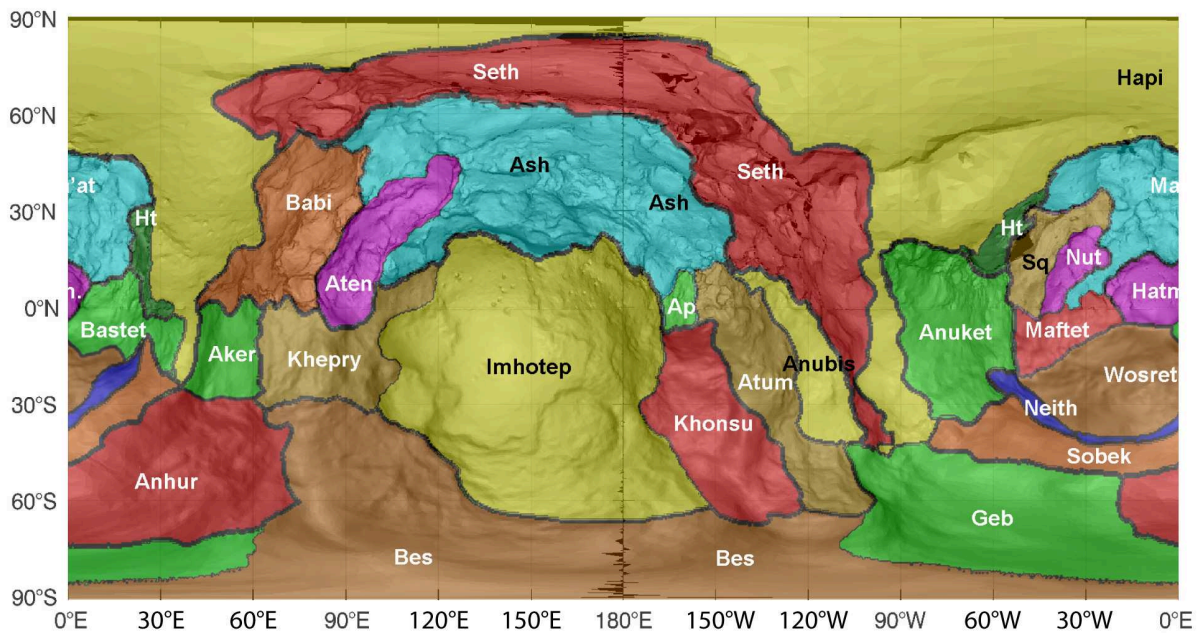 90°N
Seth
Hapi
60°N
Ash
Seth
'at
Ma
30°N
Babi
Ash
Ht
Ht
Nut
Sq
Aten
n.
Hatm
0°N
Ap
Bastet
Anuket
Maftet
Aker
Khepry
Imhotep
Anubis
Atum
Wosret
30°S
Neith
Khonsu
Sobek
Anhur
60°S
Geb
Bes
Bes
90°S
0°E 30°E 60°E 90°E 120°E 150°E 180°E 150°W 120°W 90°W 60°W 30°W 0°E